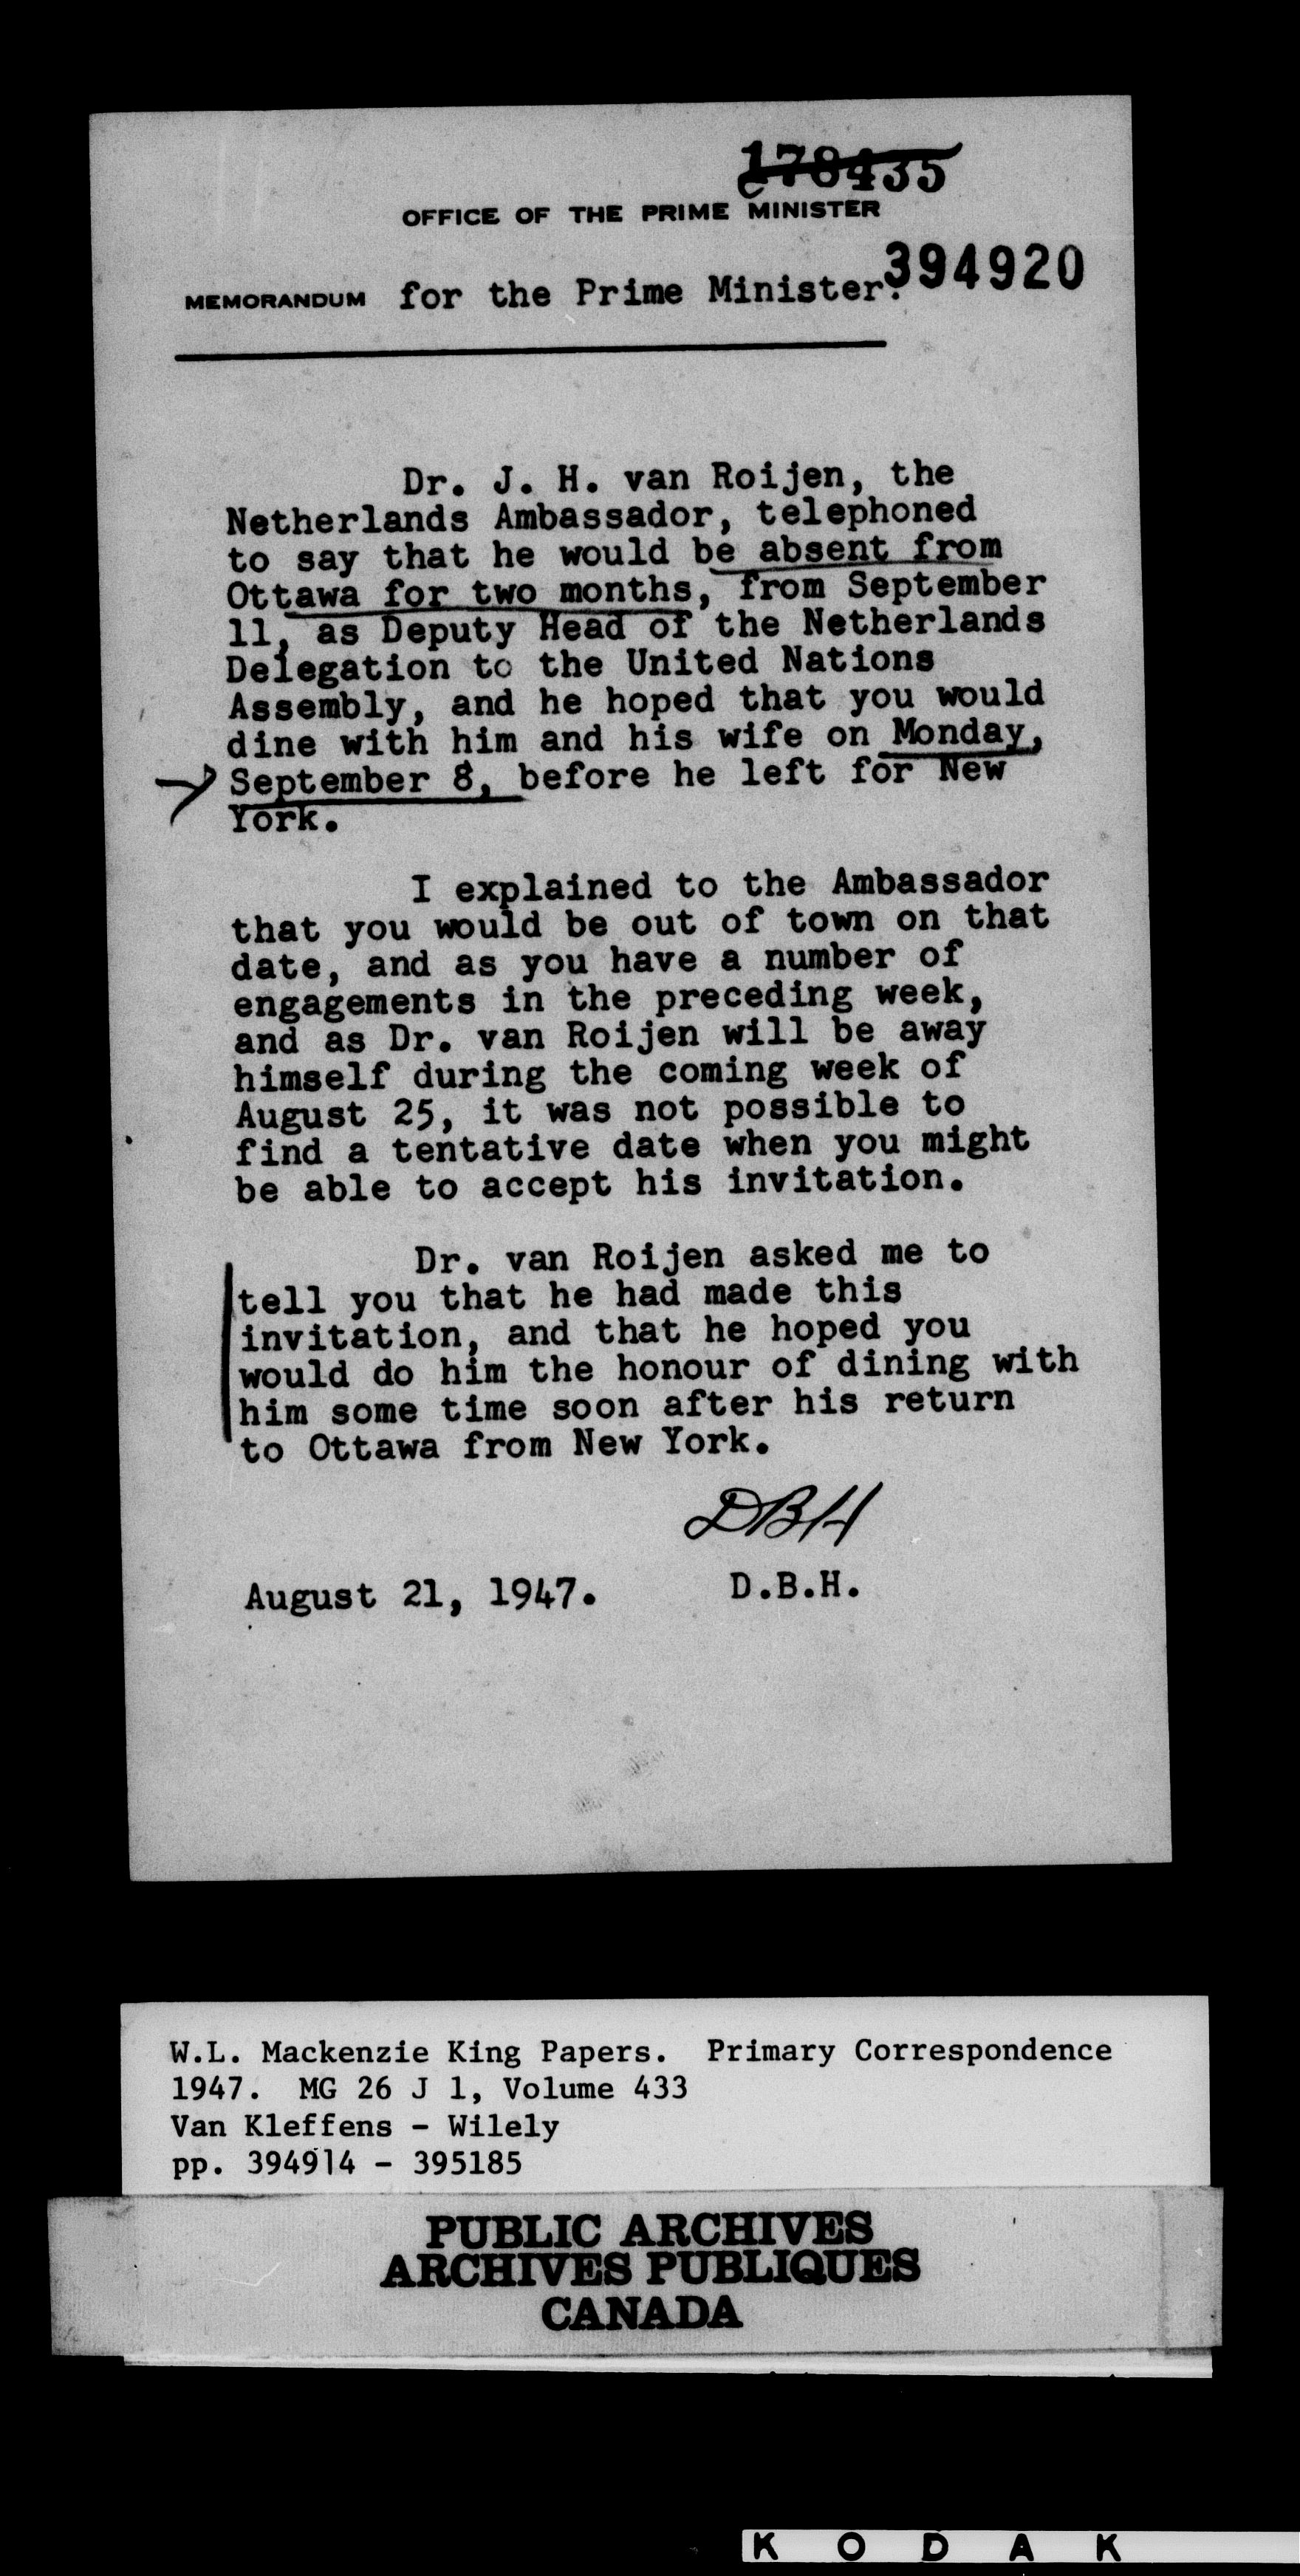 178435
OFFICE OF THE PRIME MINISTER
394920
MEMORANDUM for the Prime Minister.
Dr. J. H. van Roijen, the
Netherlands Ambassador, telephoned
to say that he would be absent from
Ottawa for two months, from September
11, as Deputy Head of the Netherlands
Delegation to the United Nations
Assembly, and he hoped that you would
dine with him and his wife on Monday,
September 8, before he left for New
York.
I explained to the Ambassador
that you would be out of town on that
date, and as you have a number of
engagements in the preceding week,
and as Dr. van Roijen will be away
himself during the coming week of
August 25, it was not possible to
find a tentative date when you might
be able to accept his invitation.
Dr. van Roijen asked me to
tell you that he had made this
invitation, and that he hoped you
would do him the honour of dining with
him some time soon after his return
to Ottawa from New York.
DBH
August 21, 1947. D.B.H.
W.L. Mackenzie King Papers. Primary Correspondence
1947. MG 26 J 1, Volume 433
Van Kleffens - Wilely
pp. 394914 - 395185
PUBLIC ARCHIVES
ARCHIVES PUBLIQUES
CANADA
KODAK